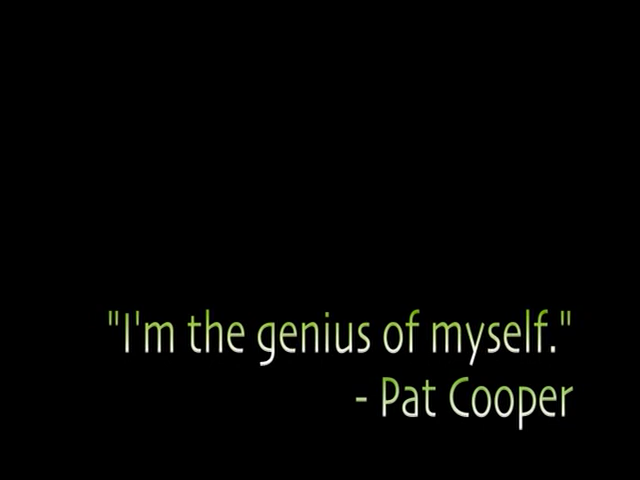 "I'm the genius of myself."
- Pat Cooper